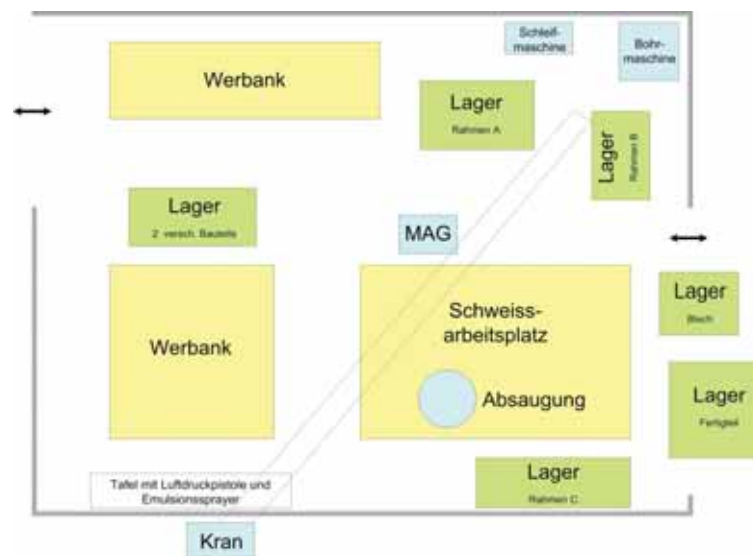 Schleif-
maschine
Bohr-
maschine
Werbank
Lager
Rahmen A
Lager
Rahmen B
Lager
2 versch. Bauteile
MAG
Lager
Blech
Schweiss-
arbeitsplatz
Werbank
Absaugung
Lager
Fertigteil
Tafel mit Luftdruckpistole und
Emulsionssprayer
Lager
Rahmen C
Kran